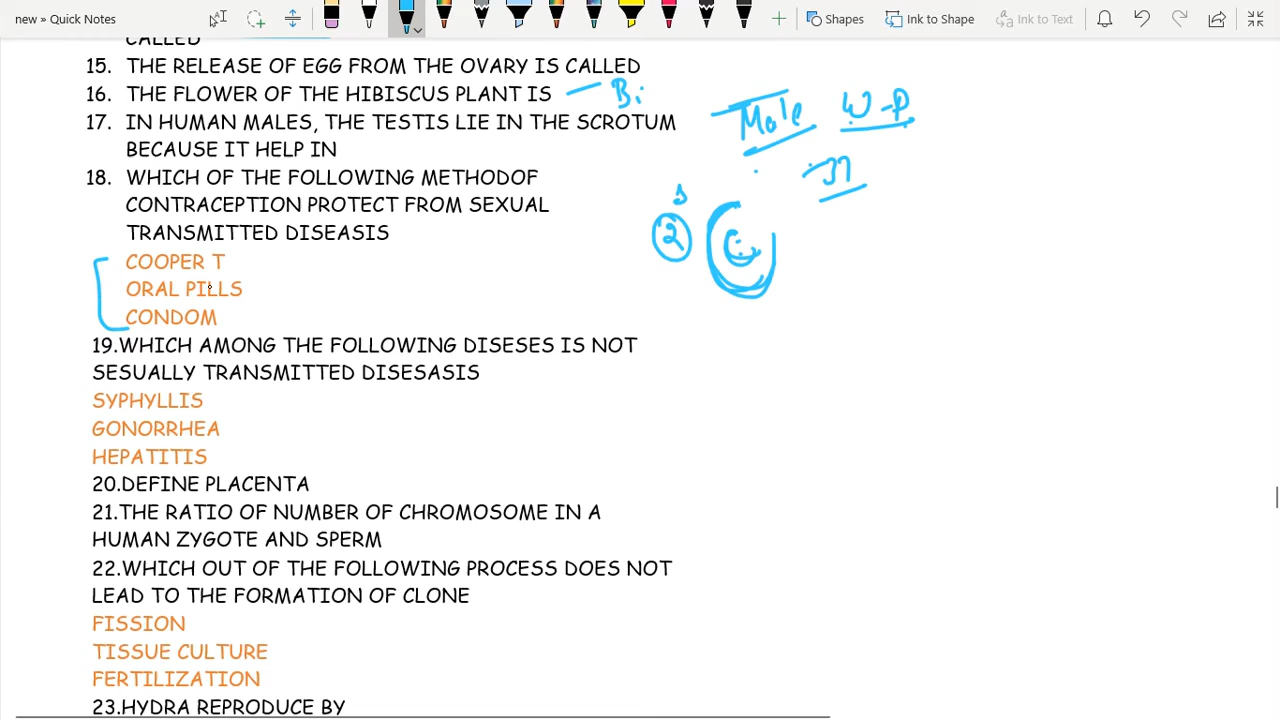 new » Quick Notes
Shapes
Ink to Shape
Ink to Text
CALLED
15. THE RELEASE OF EGG FROM THE OVARY IS CALLED
16. THE FLOWER OF THE HIBISCUS PLANT IS - Bi
17. IN HUMAN MALES, THE TESTIS LIE IN THE SCROTUM
BECAUSE IT HELP IN
Male W-P
37
18. WHICH OF THE FOLLOWING METHODOF
CONTRACEPTION PROTECT FROM SEXUAL
TRANSMITTED DISEASIS
2
COOPER T
ORAL PILLS
CONDOM
19.WHICH AMONG THE FOLLOWING DISESES IS NOT
SESUALLY TRANSMITTED DISESASIS
SYPHYLLIS
GONORRHEA
HEPATITIS
20.DEFINE PLACENTA
21.THE RATIO OF NUMBER OF CHROMOSOME IN A
HUMAN ZYGOTE AND SPERM
22.WHICH OUT OF THE FOLLOWING PROCESS DOES NOT
LEAD TO THE FORMATION OF CLONE
FISSION
TISSUE CULTURE
FERTILIZATION
23.HYDRA REPRODUCE BY